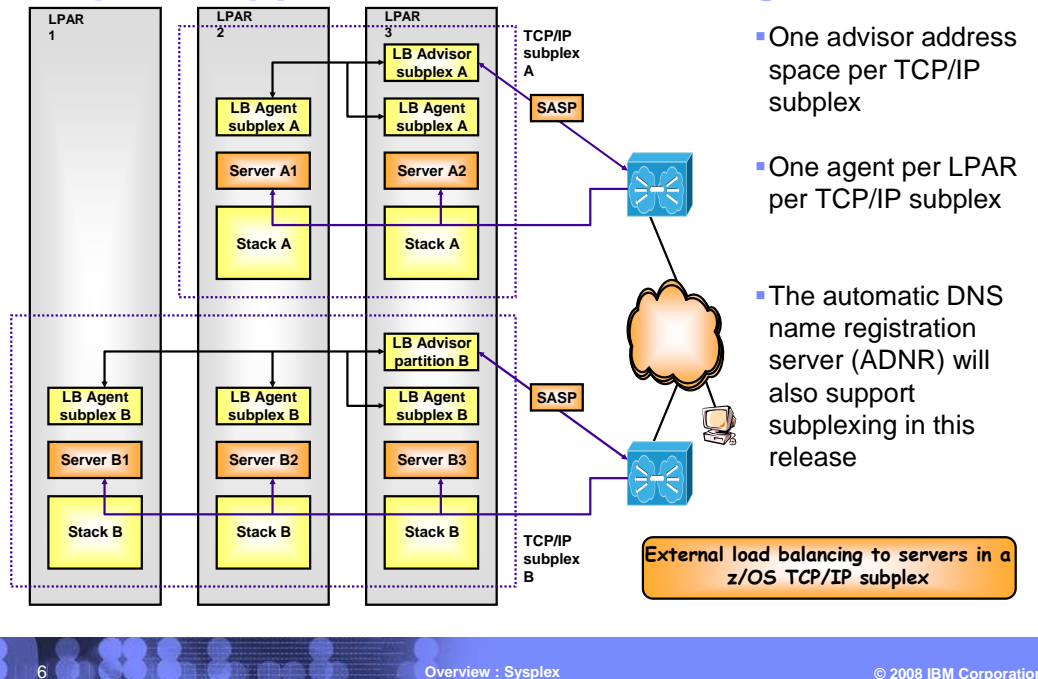 LPAR
1
LPAR
2
LPAR
3
TCP/IP
subplex
A
LB Advisor
subplex A
LB Agent
subplex A
LB Agent
subplex A
SASP
Server A1
Server A2
Stack A
Stack A
LB Advisor
partition B
LB Agent
subplex B
LB Agent
subplex B
LB Agent
subplex B
SASP
Server B1
Server B2
Server B3
Stack B
Stack B
Stack B
TCP/IP
subplex
B
▪One advisor address
space per TCP/IP
subplex
▪One agent per LPAR
per TCP/IP subplex
▪The automatic DNS
name registration
server (ADNR) will
also support
subplexing in this
release
External load balancing to servers in a
z/OS TCP/IP subplex
6
Overview : Sysplex
© 2008 IBM Corporation